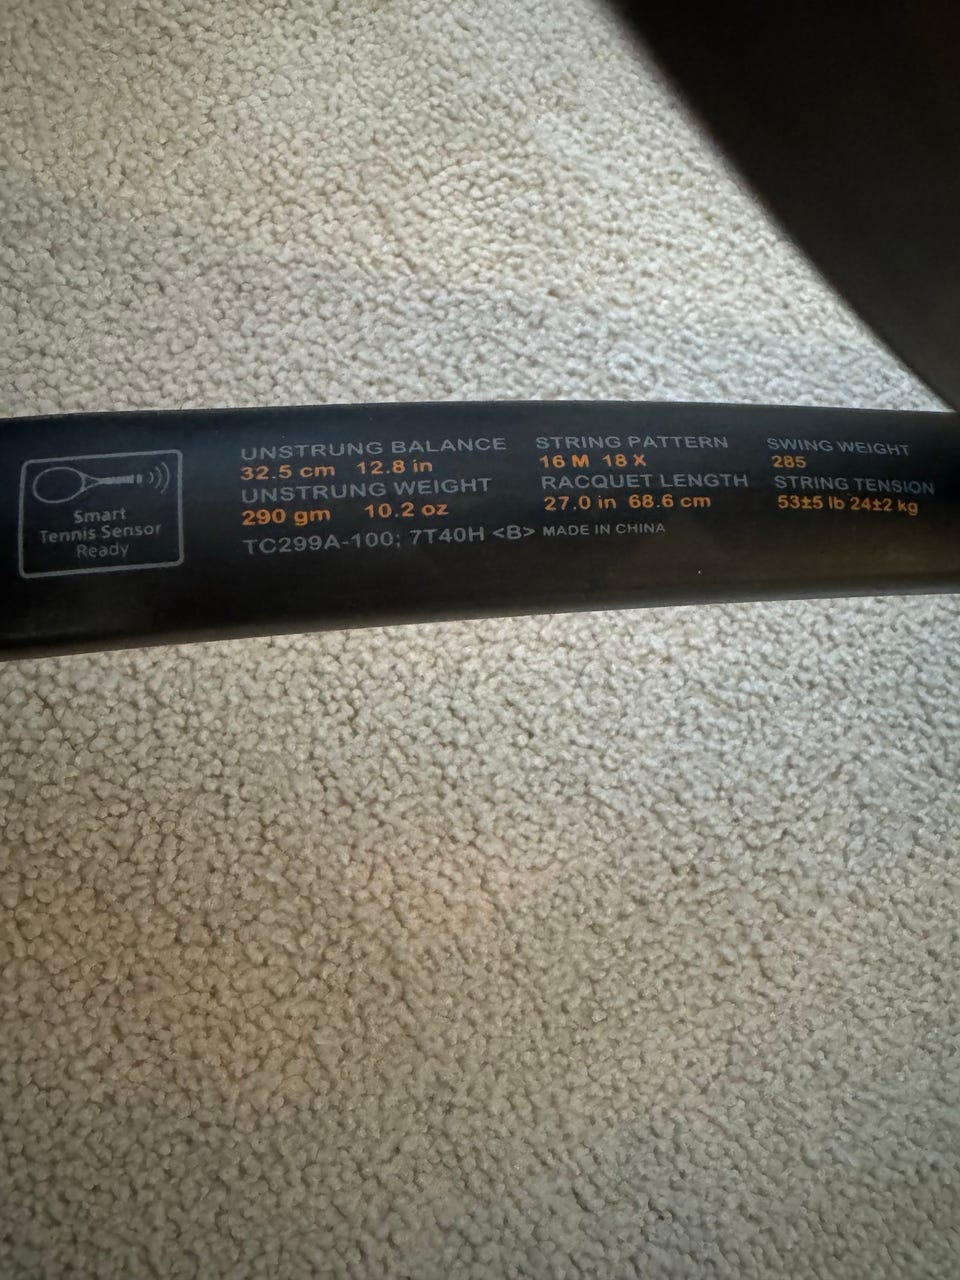 Smart
Tennis Sensor
Ready
UNSTRUNG BALANCE
32.5 cm 12.8 in
UNSTRUNG WEIGHT
290 gm 10.2 oz
STRING PATTERN
16 M 18 X
RACQUET LENGTH
27.0 in 68.6 cm
SWING WEIGHT
285
STRING TENSION
53±5 lb 24±2 kg
TC299A-100; 7T40H <B> MADE IN CHINA